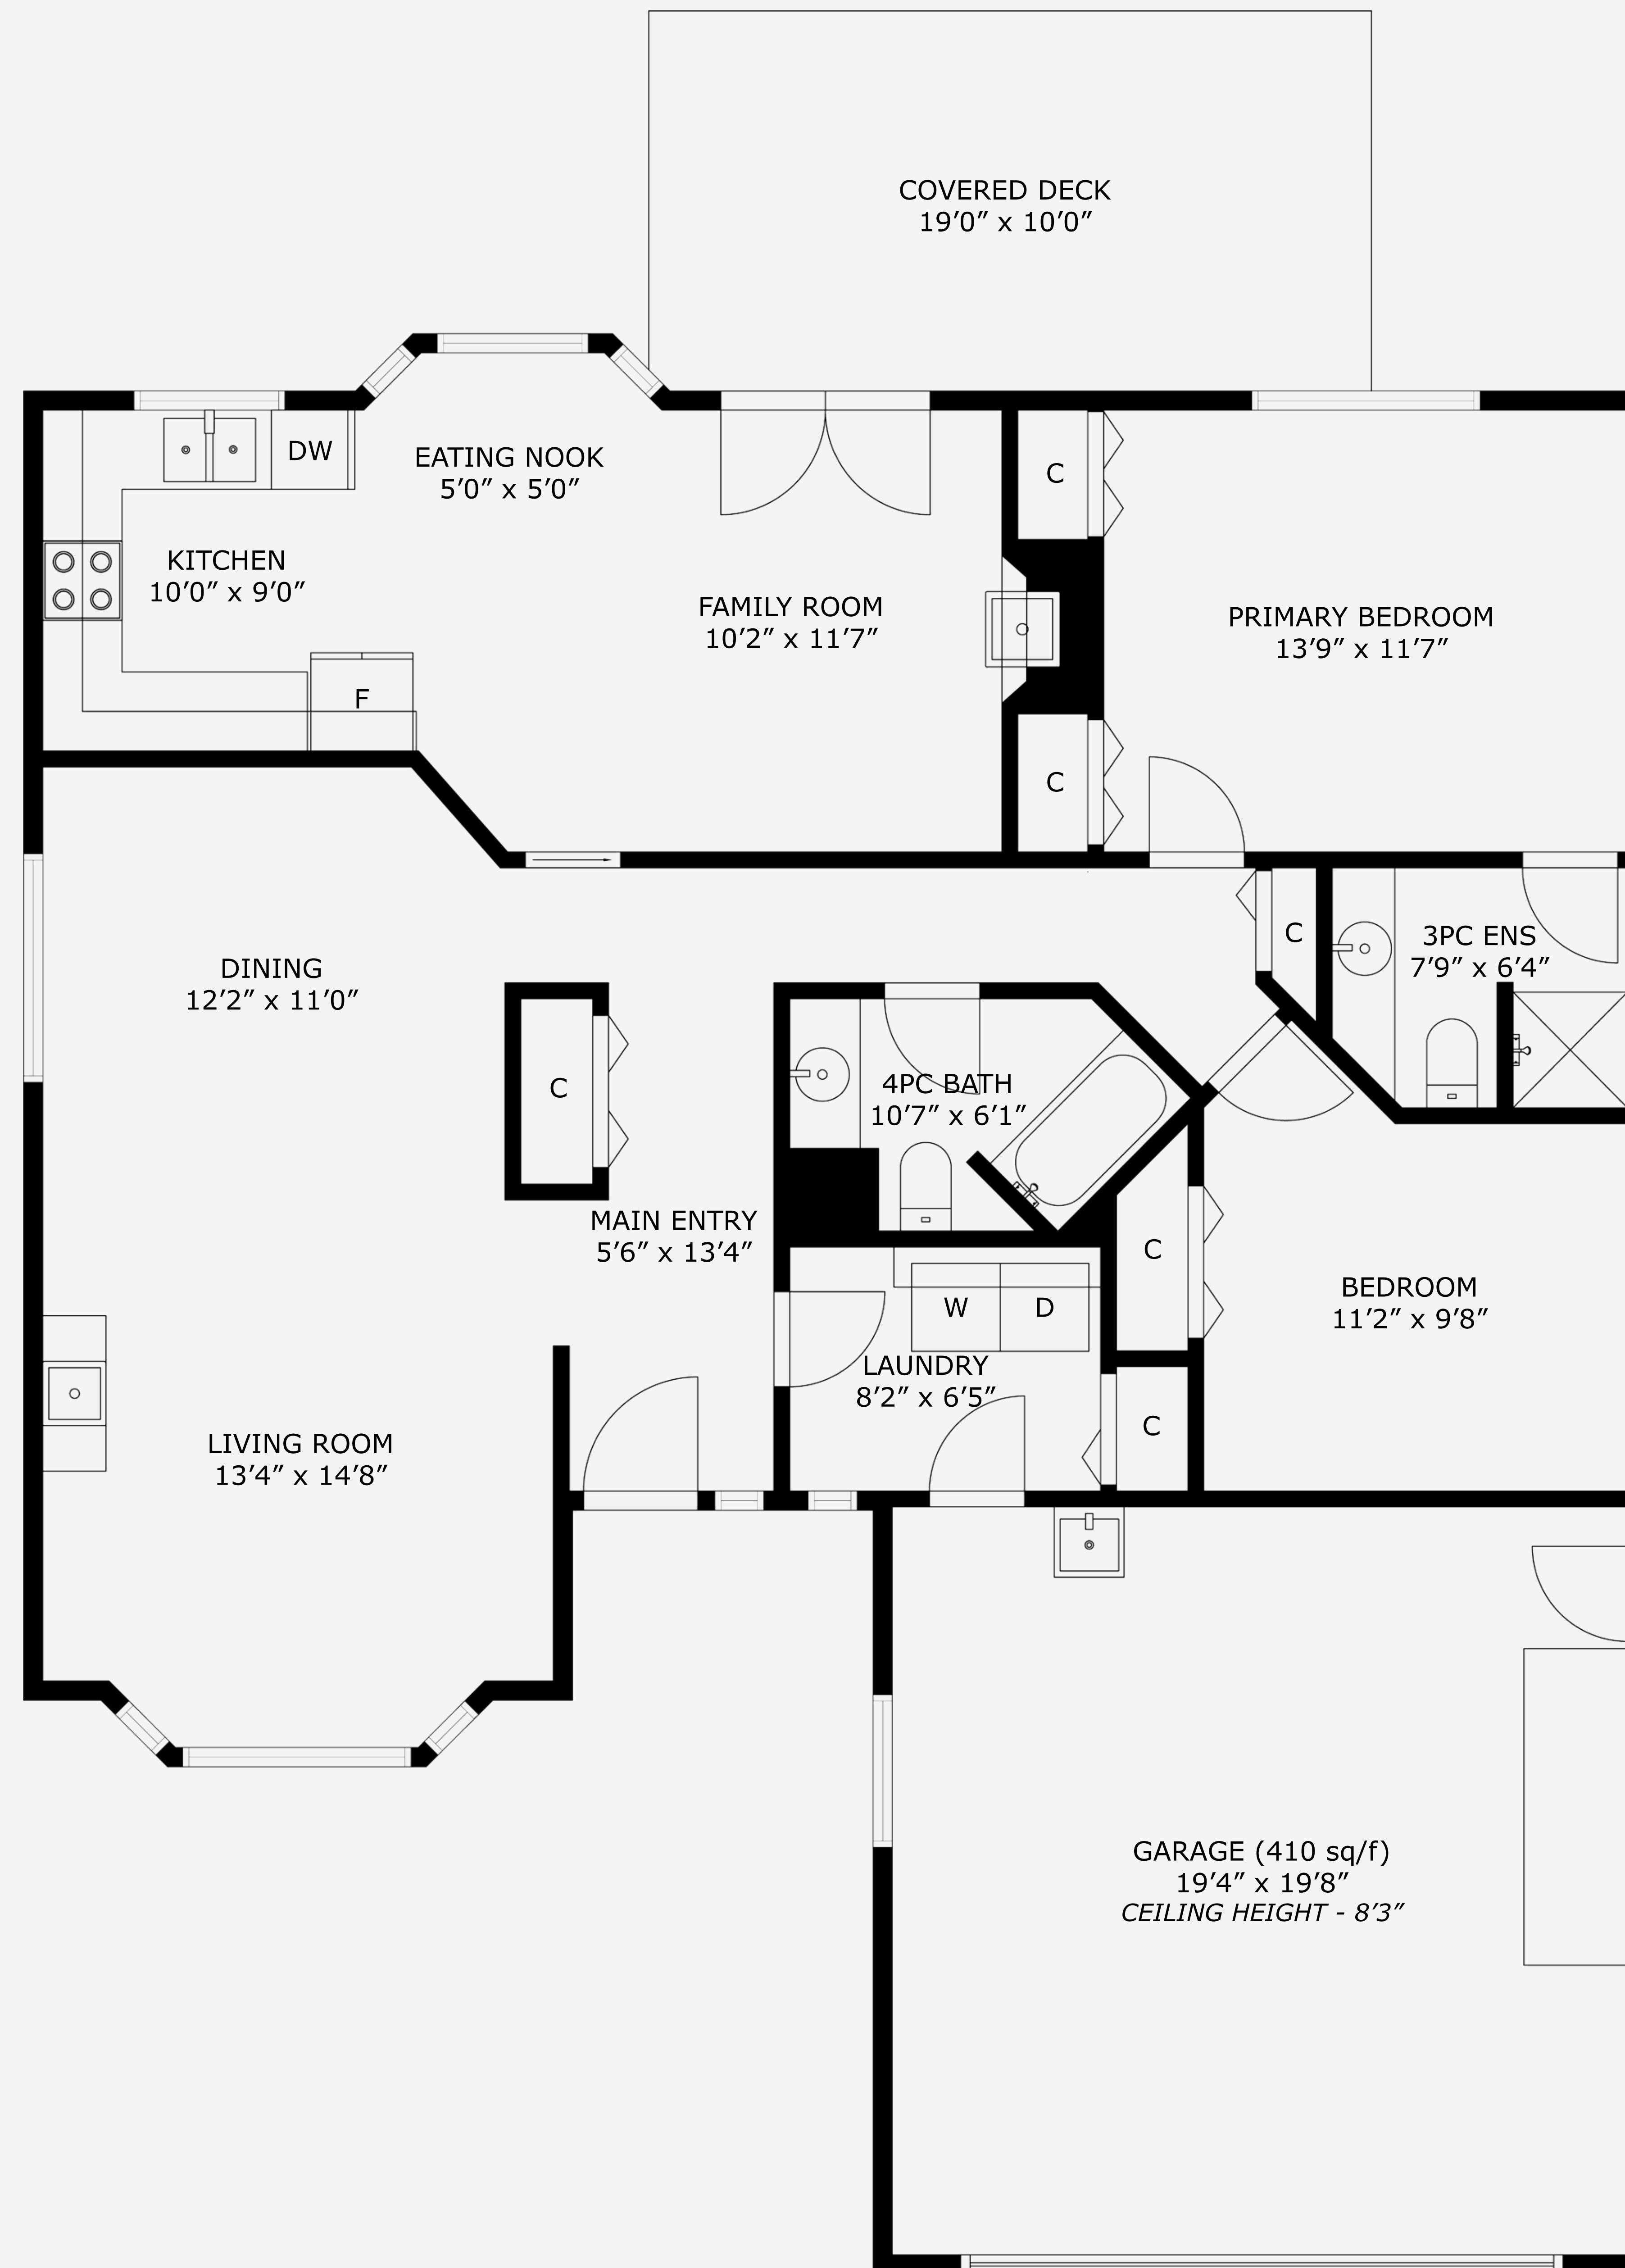 COVERED DECK
19’0” x 10’0”
DW
EATING NOOK
5’0” x 5’0”
C
KITCHEN
10’0” x 9’0”
FAMILY ROOM
10’2” x 11’7”
PRIMARY BEDROOM
13’9” x 11’7”
F
C
DINING
12’2” x 11’0”
C
3PC ENS
7’9” x 6’4”
C
4PC BATH
10’7” x 6’1”
MAIN ENTRY
5’6” x 13’4”
C
W
D
BEDROOM
11’2” x 9’8”
LAUNDRY
8’2” x 6’5”
C
LIVING ROOM
13’4” x 14’8”
GARAGE (410 sq/f)
19’4” x 19’8”
CEILING HEIGHT - 8’3”